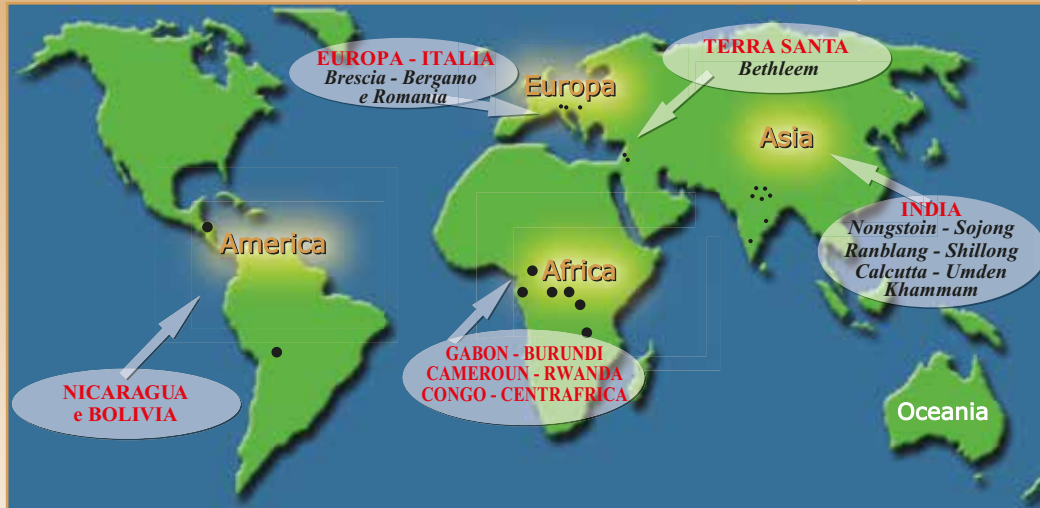 EUROPA - ITALIA
Brescia - Bergamo
e Romania
Europa
TERRA SANTA
Bethleem
Asia
INDIA
Nongstoin - Sojong
Ranblang - Shillong
Calcutta - Umden
Khammam
America
Africa
NICARAGUA
e BOLIVIA
GABON - BURUNDI
CAMEROUN - RWANDA
CONGO - CENTRAFRICA
Oceania